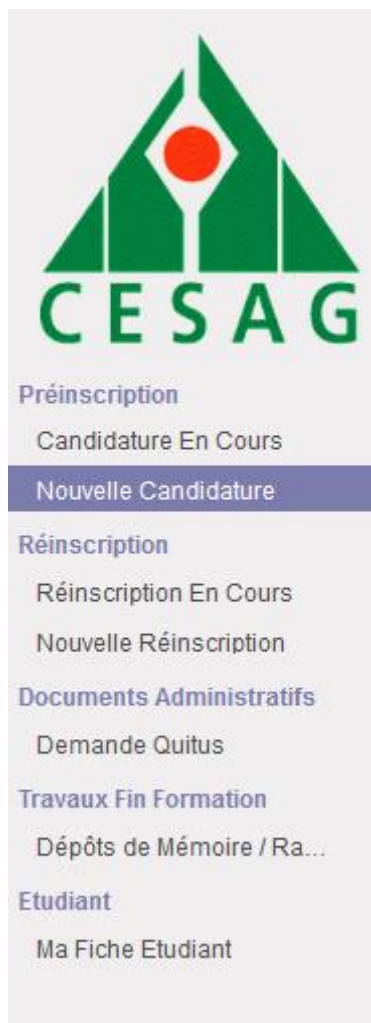 CESAG
Préinscription
Candidature En Cours
Nouvelle Candidature
Réinscription
Réinscription En Cours
Nouvelle Réinscription
Documents Administratifs
Demande Quitus
Travaux Fin Formation
Dépôts de Mémoire / Ra...
Etudiant
Ma Fiche Etudiant